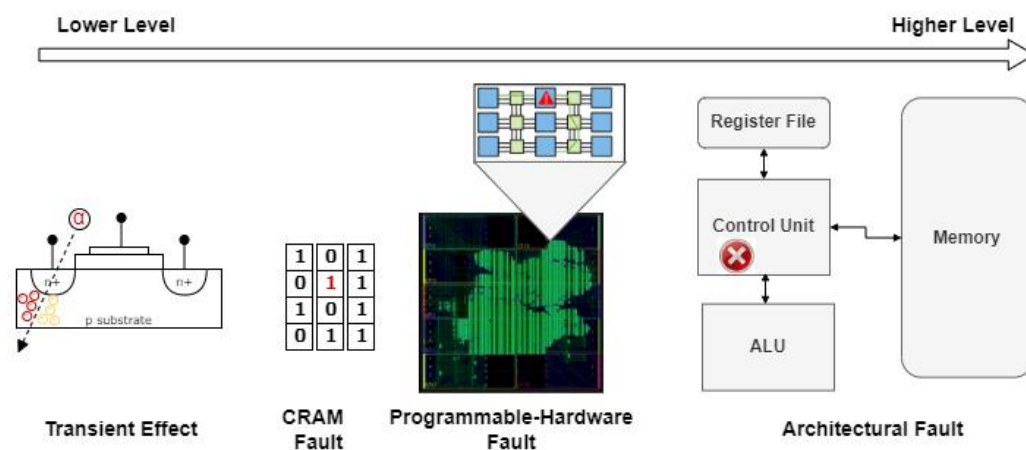 Lower Level
Higher Level
Register File
Control Unit
Memory
ALU
α
n+
n+
p substrate
1 0 1
0 1 1
1 0 1
0 1 1
Transient Effect
CRAM
Fault
Programmable-Hardware
Fault
Architectural Fault